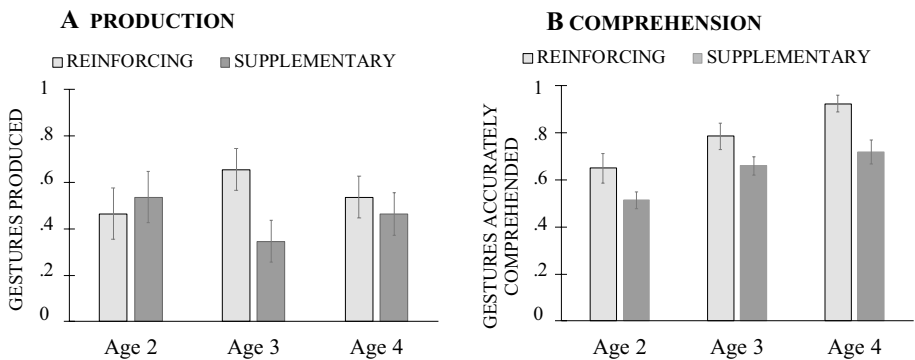 A PRODUCTION
REINFORCING SUPPLEMENTARY
GESTURES PRODUCED
1
.8
.6
.4
.2
0
Age 2 Age 3 Age 4
B COMPREHENSION
REINFORCING SUPPLEMENTARY
GESTURES ACCURATELY
COMPREHENDED
1
.8
.6
.4
.2
0
Age 2 Age 3 Age 4